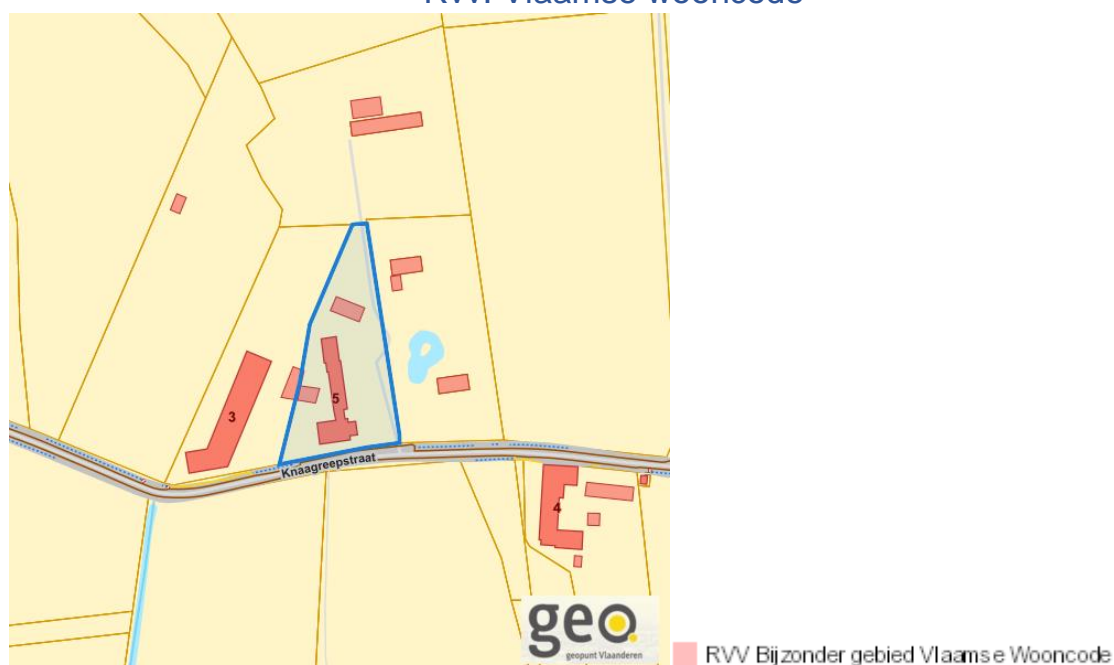 RVV: Vlaamse wooncode
3
5
Knaagreepstraat
4
geo
geopunt Vlaanderen
RVV Bijzonder gebied Vlaamse Wooncode